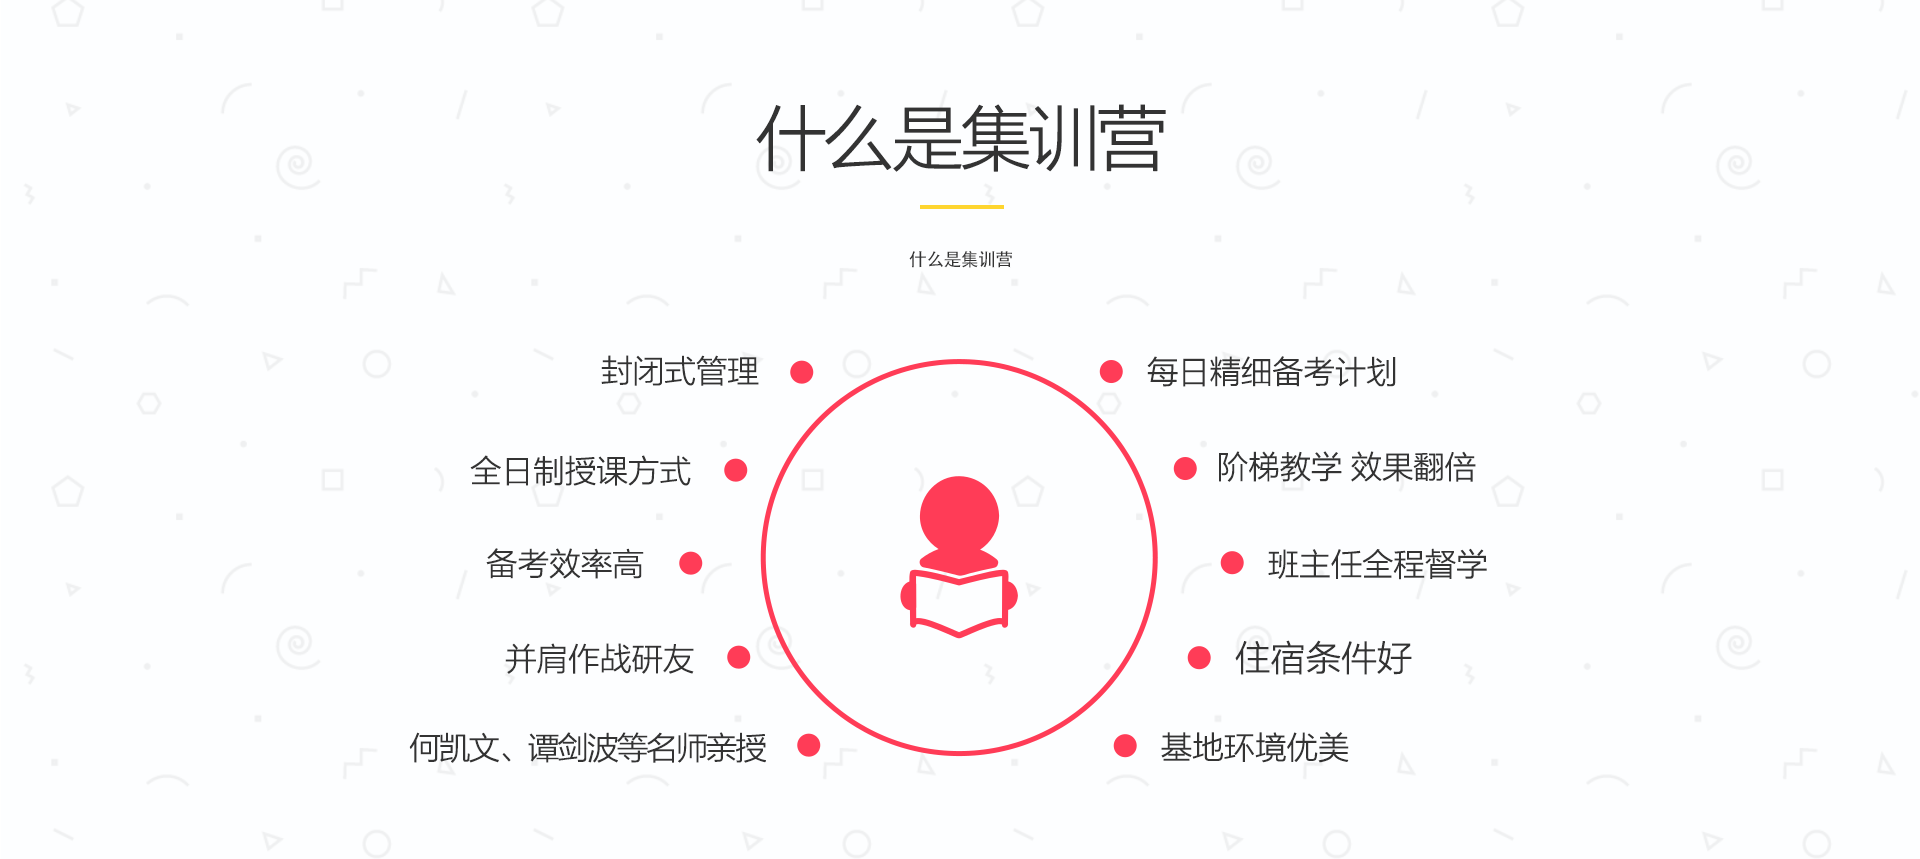 什么是集训营
什么是集训营
封闭式管理
每日精细备考计划
全日制授课方式
阶梯教学 效果翻倍
备考效率高
班主任全程督学
并肩作战研友
住宿条件好
何凯文、谭剑波等名师亲授
基地环境优美